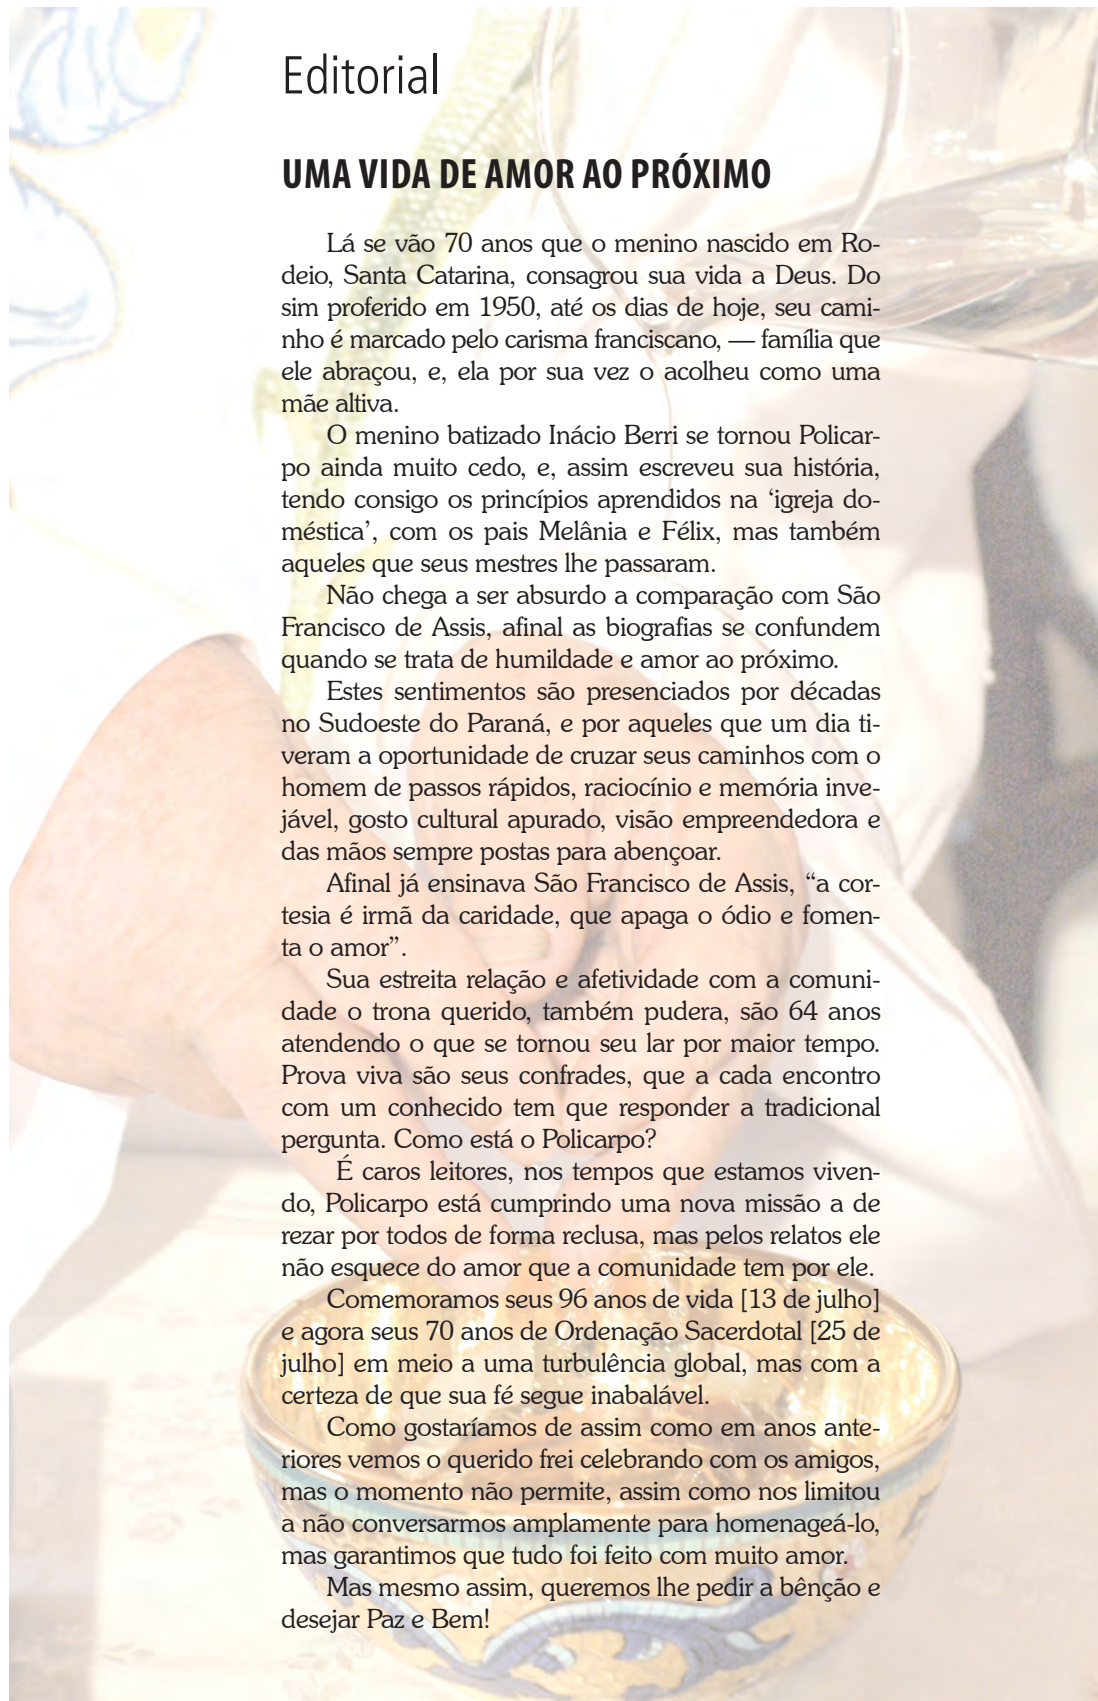 Editorial
UMA VIDA DE AMOR AO PRÓXIMO
Lá se vão 70 anos que o menino nascido em Ro-
deio, Santa Catarina, consagrou sua vida a Deus. Do
sim proferido em 1950, até os dias de hoje, seu cami-
nho é marcado pelo carisma franciscano, — família que
ele abraçou, e, ela por sua vez o acolheu como uma
mãe altiva.
O menino batizado Inácio Berri se tornou Policar-
po ainda muito cedo, e, assim escreveu sua história,
tendo consigo os princípios aprendidos na ‘igreja do-
méstica’, com os pais Melânia e Félix, mas também
aqueles que seus mestres lhe passaram.
Não chega a ser absurdo a comparação com São
Francisco de Assis, afinal as biografias se confundem
quando se trata de humildade e amor ao próximo.
Estes sentimentos são presenciados por décadas
no Sudoeste do Paraná, e por aqueles que um dia ti-
veram a oportunidade de cruzar seus caminhos com o
homem de passos rápidos, raciocínio e memória inve-
jável, gosto cultural apurado, visão empreendedora e
das mãos sempre postas para abençoar.
Afinal já ensinava São Francisco de Assis, “a cor-
tesia é irmã da caridade, que apaga o ódio e fomen-
ta o amor”.
Sua estreita relação e afetividade com a comuni-
dade o trona querido, também pudera, são 64 anos
atendendo o que se tornou seu lar por maior tempo.
Prova viva são seus confrades, que a cada encontro
com um conhecido tem que responder a tradicional
pergunta. Como está o Policarpo?
É caros leitores, nos tempos que estamos viven-
do, Policarpo está cumprindo uma nova missão a de
rezar por todos de forma reclusa, mas pelos relatos ele
não esquece do amor que a comunidade tem por ele.
Comemoramos seus 96 anos de vida [13 de julho]
e agora seus 70 anos de Ordenação Sacerdotal [25 de
julho] em meio a uma turbulência global, mas com a
certeza de que sua fé segue inabalável.
Como gostaríamos de assim como em anos ante-
riores vemos o querido frei celebrando com os amigos,
mas o momento não permite, assim como nos limitou
a não conversarmos amplamente para homenageá-lo,
mas garantimos que tudo foi feito com muito amor.
Mas mesmo assim, queremos lhe pedir a bênção e
desejar Paz e Bem!